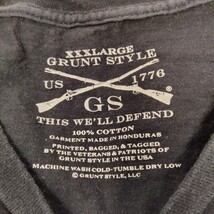 XXXLARGE
GRUNT STYLE
US 1776
GS
THIS WE'LL DEFEND
100% COTTON
GARMENT MADE IN HONDURAS
PRINTED, BAGGED, & TAGGED
BY THE VETERANS & PATRIOTS OF
GRUNT STYLE IN THE USA
MACHINE WASH COLD-TUMBLE DRY LOW
© GRUNT STYLE, LLC